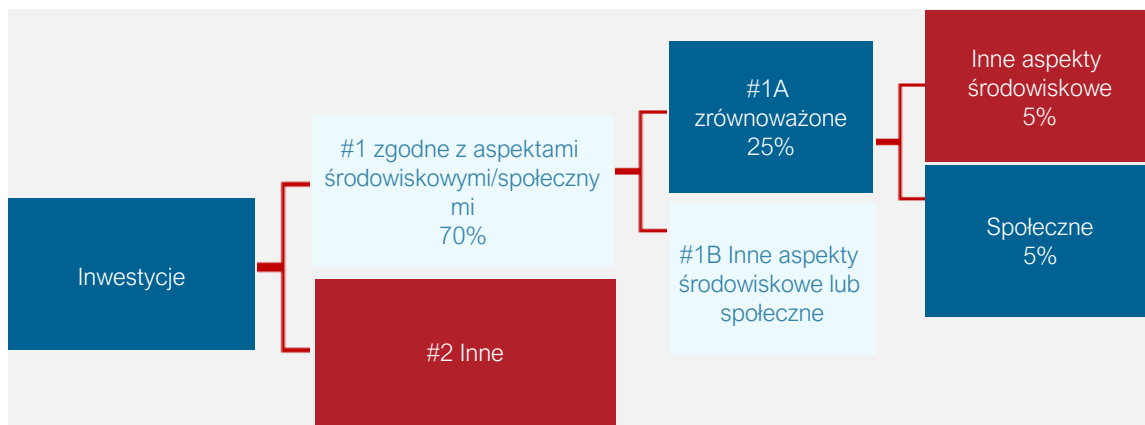 Inwestycje
#1 zgodne z aspektami
środowiskowymi/społeczny
mi
70%
#2 Inne
#1A
zrównoważone
25%
#1B Inne aspekty
środowiskowe lub
społeczne
Inne aspekty
środowiskowe
5%
Społeczne
5%